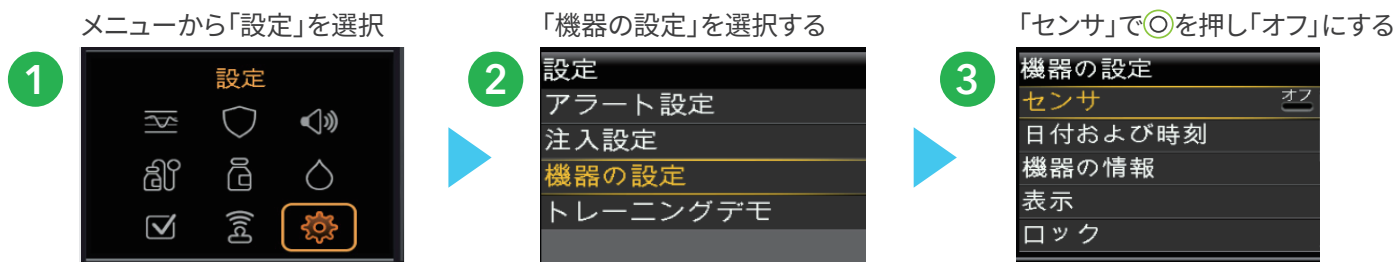 メニューから「設定」を選択
「機器の設定」を選択する
「センサ」で◎を押し「オフ」にする
1
設定
2
設定
アラート設定
注入設定
機器の設定
トレーニングデモ
3
機器の設定
センサ オフ
日付および時刻
機器の情報
表示
ロック